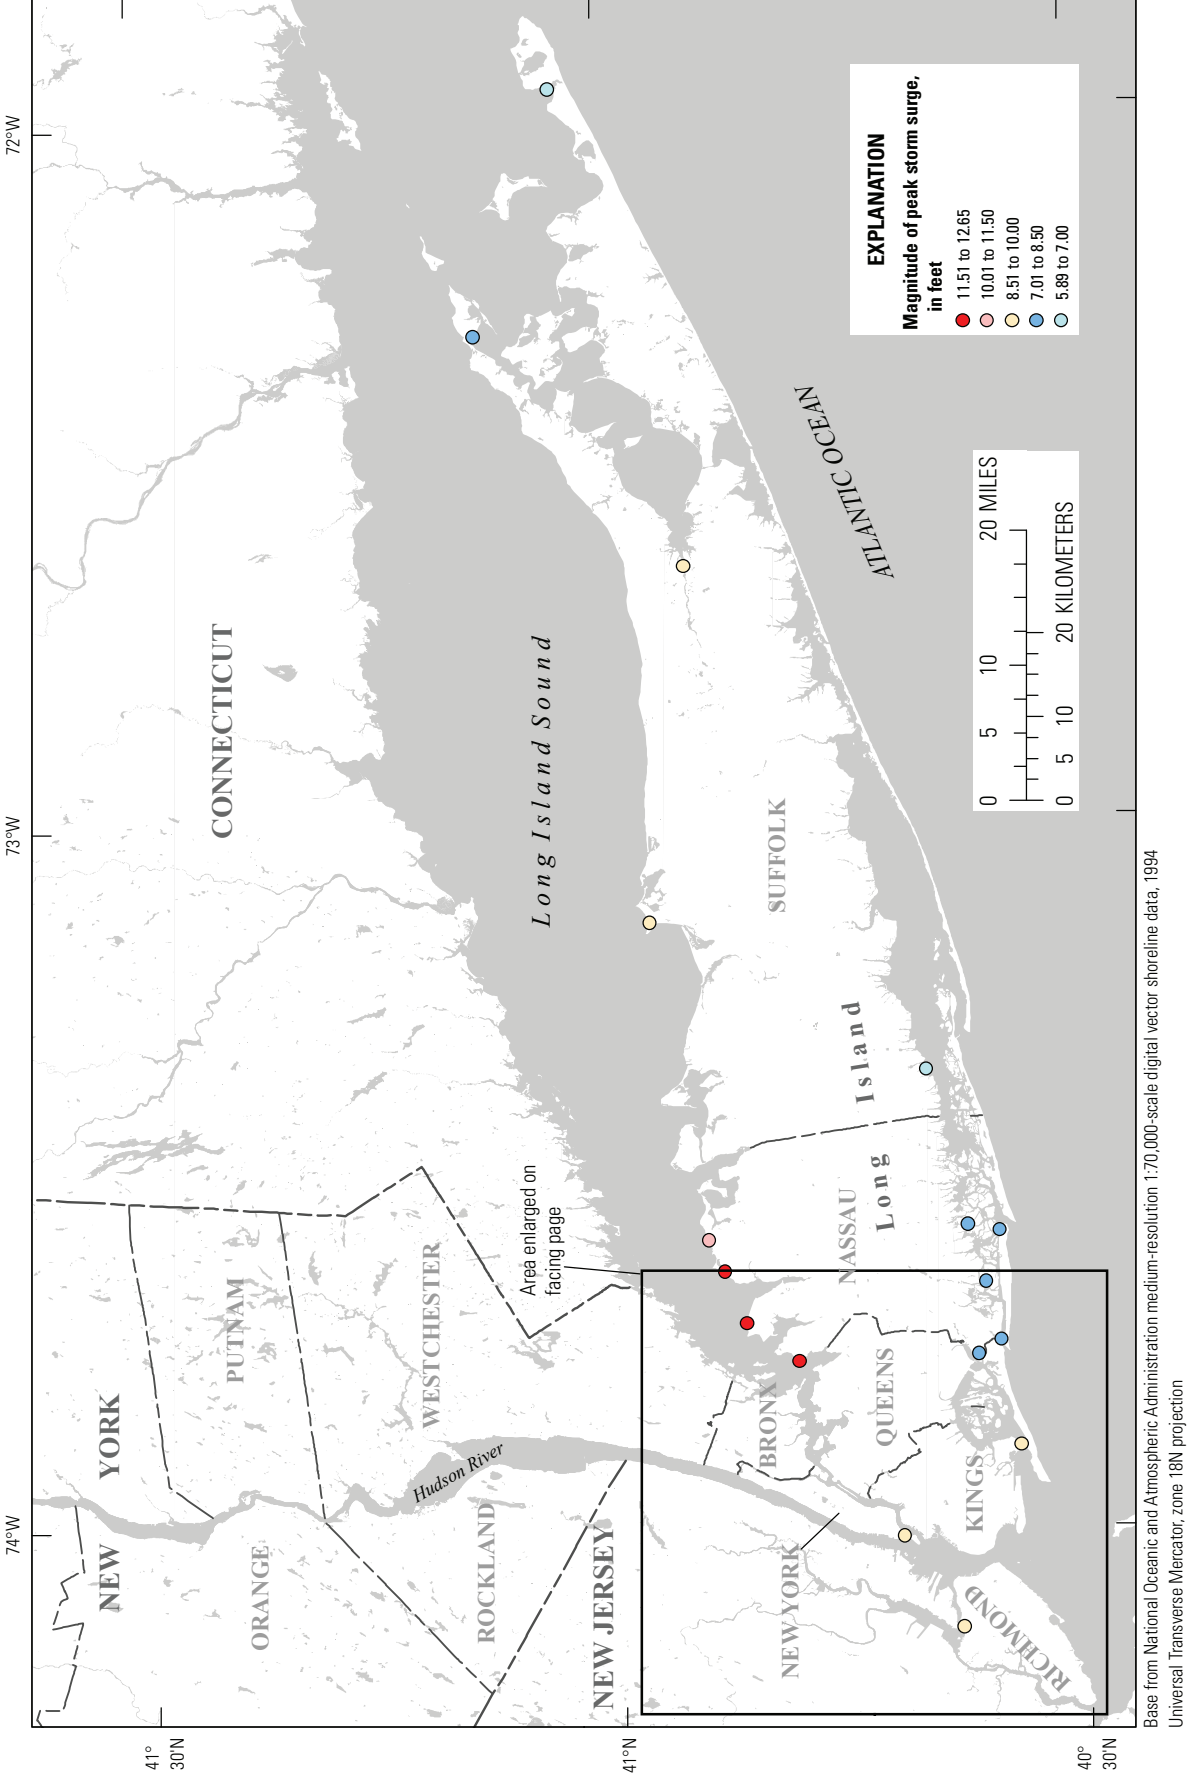 74°W
73°W
72°W
41°
30'N
41°N
40°
30'N
NEW
YORK
ORANGE
PUTNAM
CONNECTICUT
ROCKLAND
Hudson River
WESTCHESTER
Area enlarged on
facing page
Long Island Sound
NEW JERSEY
NEW YORK
BRONX
QUEENS
NASSAU
SUFFOLK
Long Island
KINGS
RICHMOND
ATLANTIC OCEAN
EXPLANATION
Magnitude of peak storm surge,
in feet
11.51 to 12.65
10.01 to 11.50
8.51 to 10.00
7.01 to 8.50
5.89 to 7.00
0 5 10 20 MILES
0 5 10 20 KILOMETERS
Base from National Oceanic and Atmospheric Administration medium-resolution 1:70,000-scale digital vector shoreline data, 1994
Universal Transverse Mercator, zone 18N projection